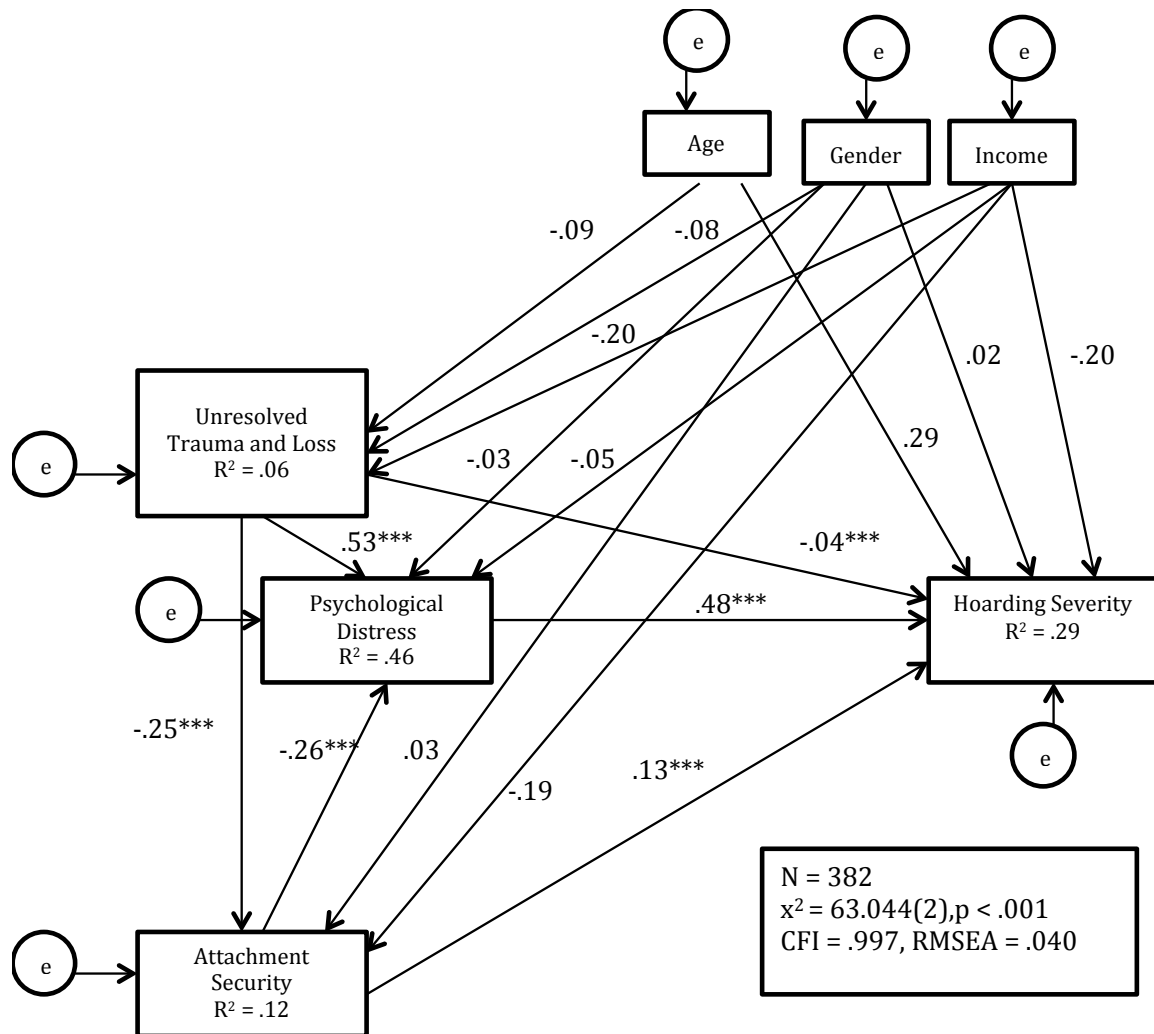 e
e
e
Age
Gender
Income
-.09
-.08
-.20
.02
-.20
Unresolved
Trauma and Loss
R² = .06
e
-.03
-.05
.29
.53***
-.04***
e
Psychological
Distress
R² = .46
.48***
Hoarding Severity
R² = .29
-.25***
-.26***
.03
-.19
.13***
e
N = 382
x² = 63.044(2),p < .001
CFI = .997, RMSEA = .040
e
Attachment
Security
R² = .12